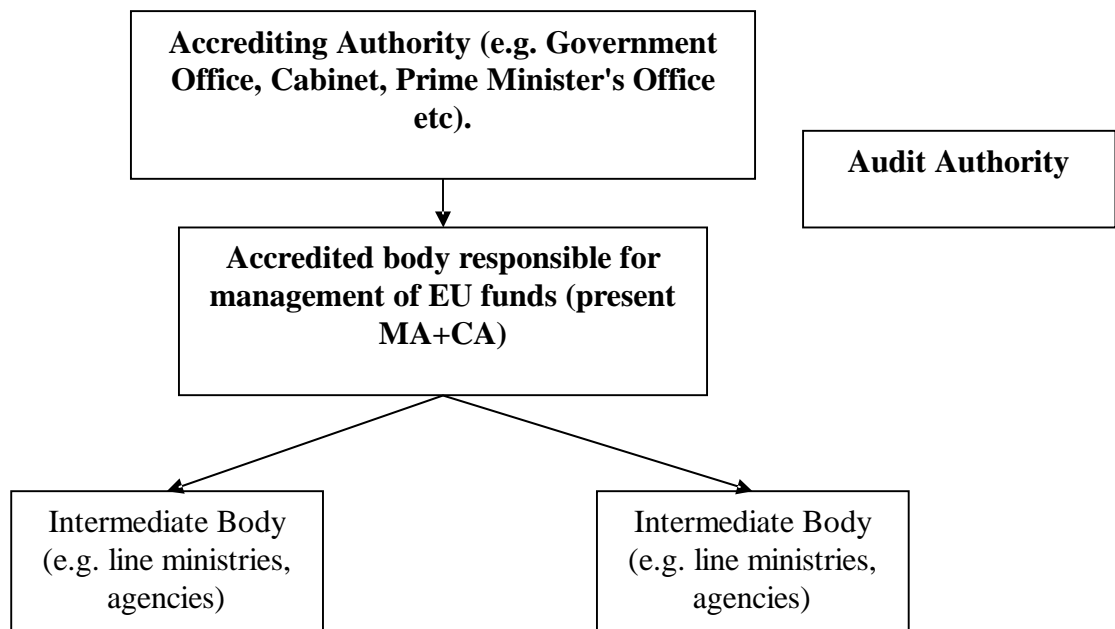 Accrediting Authority (e.g. Government
Office, Cabinet, Prime Minister's Office
etc).
Audit Authority
Accredited body responsible for
management of EU funds (present
MA+CA)
Intermediate Body
(e.g. line ministries,
agencies)
Intermediate Body
(e.g. line ministries,
agencies)